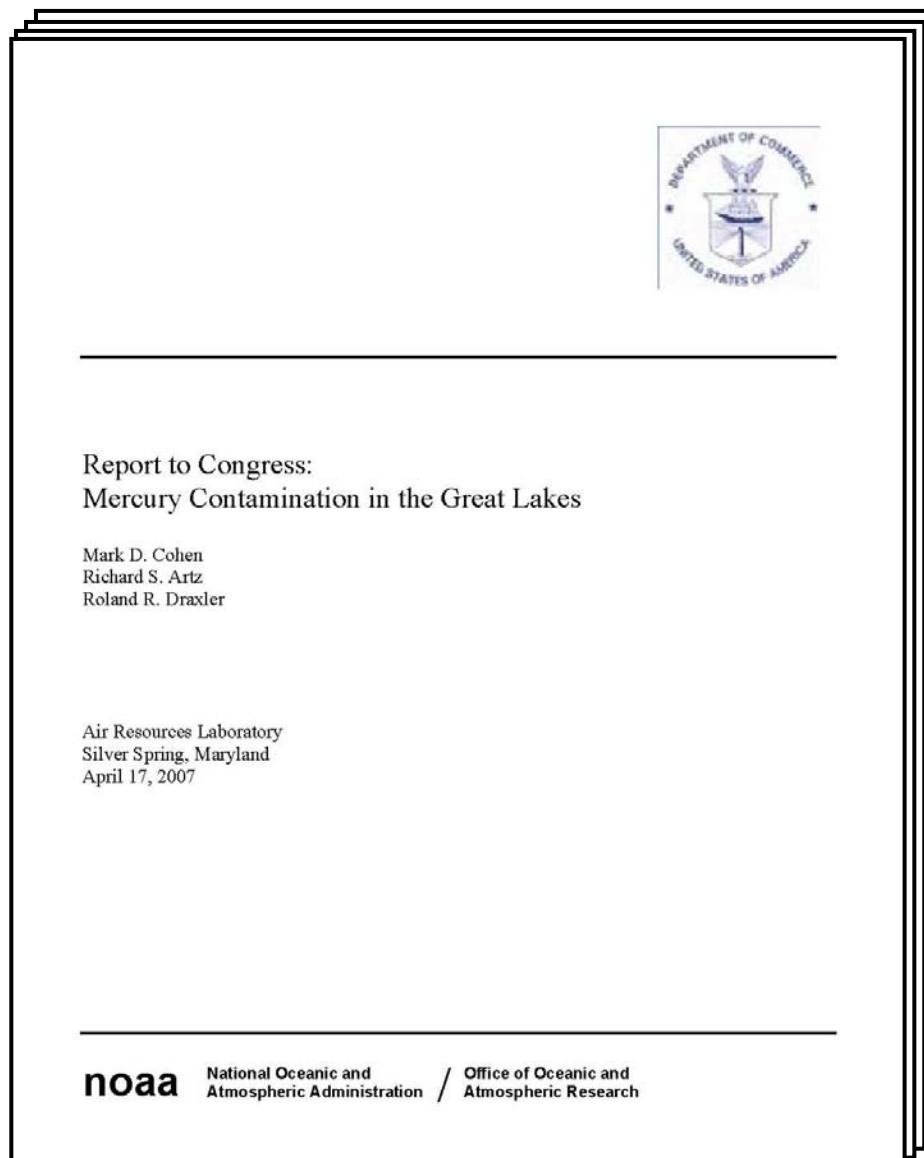 DEPARTMENT OF COMMERCE
UNITED STATES OF AMERICA
Report to Congress:
Mercury Contamination in the Great Lakes
Mark D. Cohen
Richard S. Artz
Roland R. Draxler
Air Resources Laboratory
Silver Spring, Maryland
April 17, 2007
noaa National Oceanic and Atmospheric Administration / Office of Oceanic and Atmospheric Research